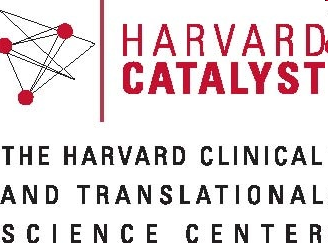 HARVARD
CATALYST
THE HARVARD CLINICAL
AND TRANSLATIONAL
SCIENCE CENTER